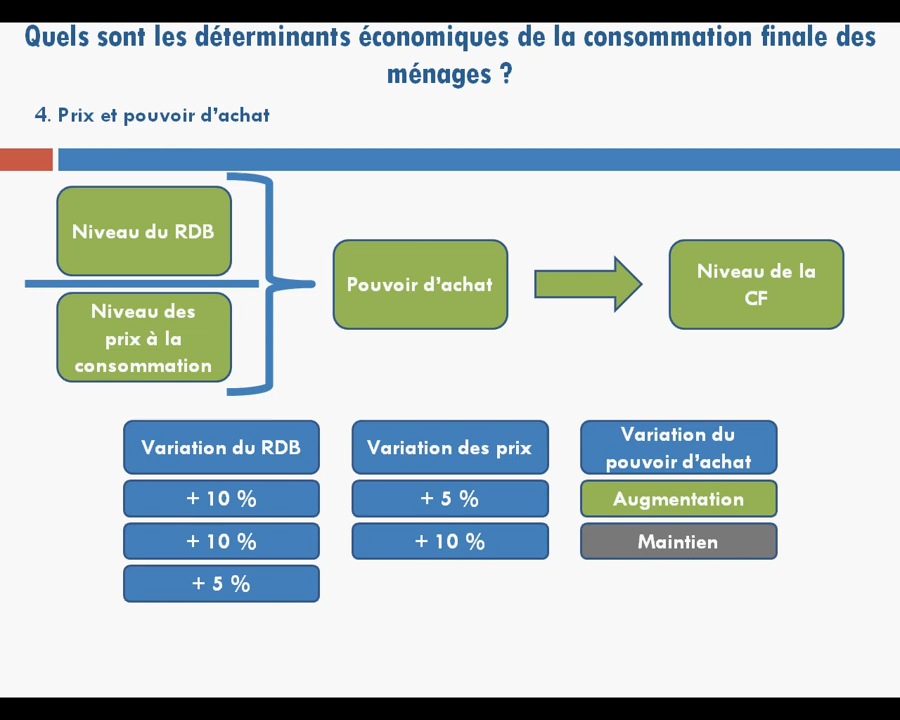 Quels sont les déterminants économiques de la consommation finale des
ménages ?
4. Prix et pouvoir d'achat
Niveau du RDB
Niveau des
prix à la
consommation
Pouvoir d'achat
Niveau de la
CF
Variation du RDB
Variation des prix
Variation du
pouvoir d'achat
+ 10 %
+ 5 %
Augmentation
+ 10 %
+ 10 %
Maintien
+ 5 %